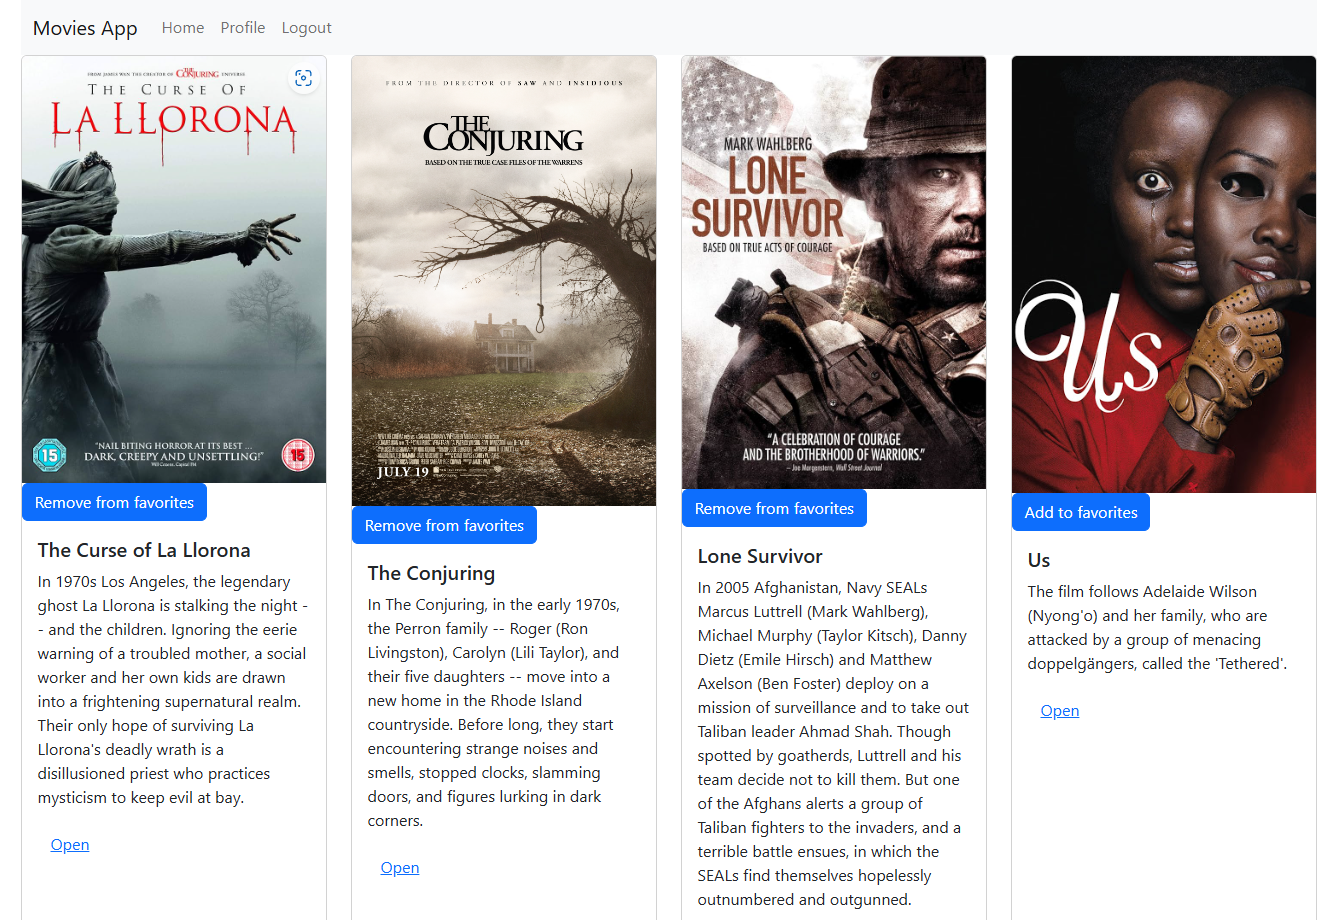 Movies App Home Profile Logout
FROM JAMES WAN THE CREATOR OF THE CONJURING UNIVERSE
THE CURSE OF
LA LLORONA
15
"NAIL BITING HORROR AT ITS BEST ...
DARK, CREEPY AND UNSETTLING!"
15
Remove from favorites
The Curse of La Llorona
In 1970s Los Angeles, the legendary
ghost La Llorona is stalking the night -
- and the children. Ignoring the eerie
warning of a troubled mother, a social
worker and her own kids are drawn
into a frightening supernatural realm.
Their only hope of surviving La
Llorona's deadly wrath is a
disillusioned priest who practices
mysticism to keep evil at bay.
Open
FROM THE DIRECTOR OF SAW AND INSIDIOUS
THE
CONJURING
BASED ON THE TRUE CASE FILES OF THE WARRENS
JULY 19
Remove from favorites
The Conjuring
In The Conjuring, in the early 1970s,
the Perron family -- Roger (Ron
Livingston), Carolyn (Lili Taylor), and
their five daughters -- move into a
new home in the Rhode Island
countryside. Before long, they start
encountering strange noises and
smells, stopped clocks, slamming
doors, and figures lurking in dark
corners.
Open
MARK WAHLBERG
LONE
SURVIVOR
BASED ON TRUE ACTS OF COURAGE
"A CELEBRATION OF COURAGE
AND THE BROTHERHOOD OF WARRIORS."
– Joe Morgenstern, Wall Street Journal
Remove from favorites
Lone Survivor
In 2005 Afghanistan, Navy SEALs
Marcus Luttrell (Mark Wahlberg),
Michael Murphy (Taylor Kitsch), Danny
Dietz (Emile Hirsch) and Matthew
Axelson (Ben Foster) deploy on a
mission of surveillance and to take out
Taliban leader Ahmad Shah. Though
spotted by goatherds, Luttrell and his
team decide not to kill them. But one
of the Afghans alerts a group of
Taliban fighters to the invaders, and a
terrible battle ensues, in which the
SEALs find themselves hopelessly
outnumbered and outgunned.
Us
Add to favorites
Us
The film follows Adelaide Wilson
(Nyong'o) and her family, who are
attacked by a group of menacing
doppelgängers, called the 'Tethered'.
Open